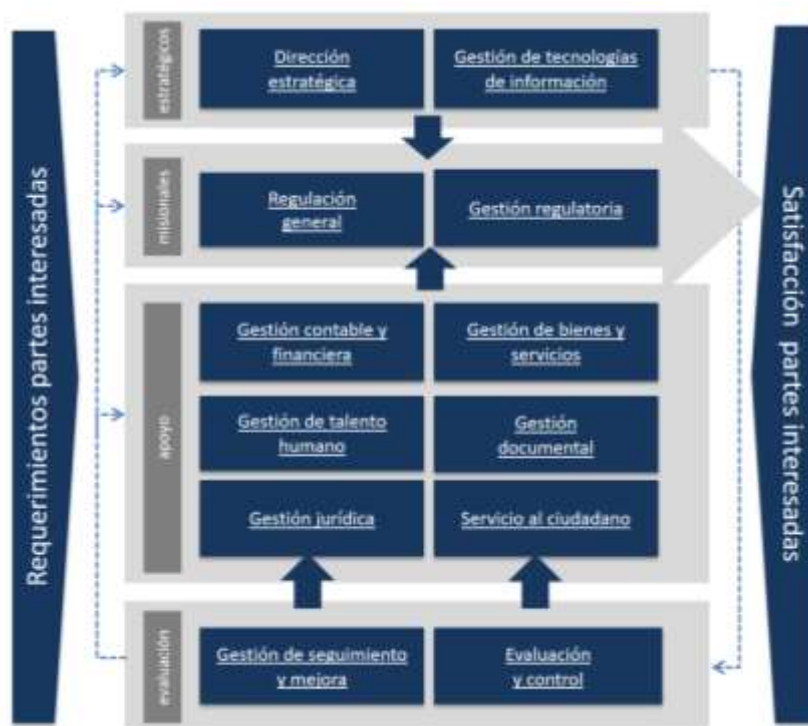 Requerimientos partes interesadas
estratégicos
Dirección
estratégica
Gestión de tecnologías
de información
misionales
Regulación
general
Gestión regulatoria
apoyo
Gestión contable y
financiera
Gestión de bienes y
servicios
Gestión de talento
humano
Gestión
documental
Gestión jurídica
Servicio al ciudadano
evaluación
Gestión de seguimiento
y mejora
Evaluación
y control
Satisfacción partes interesadas